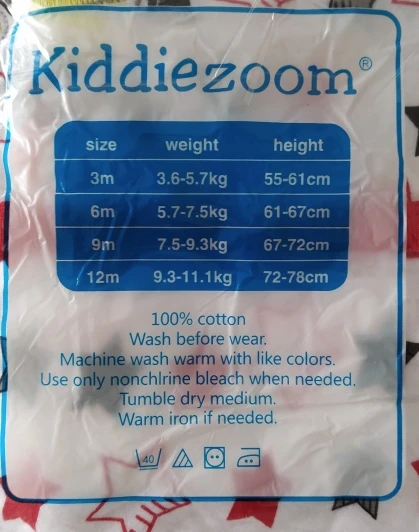 Kiddiezoom®
size weight height
3m 3.6-5.7kg 55-61cm
6m 5.7-7.5kg 61-67cm
9m 7.5-9.3kg 67-72cm
12m 9.3-11.1kg 72-78cm
100% cotton
Wash before wear.
Machine wash warm with like colors.
Use only nonchlrine bleach when needed.
Tumble dry medium.
Warm iron if needed.
40